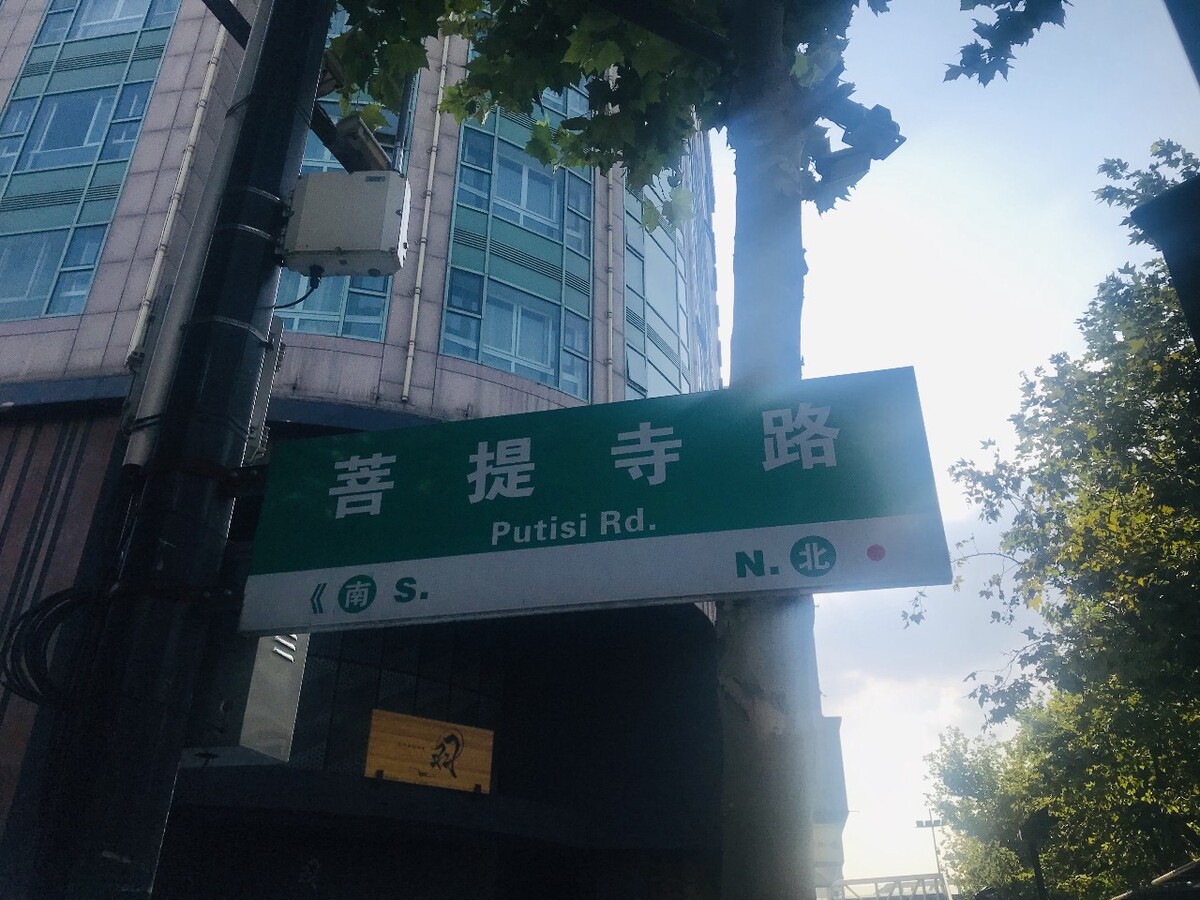 菩提寺路
Putisi Rd.
《 南 S. N. 北